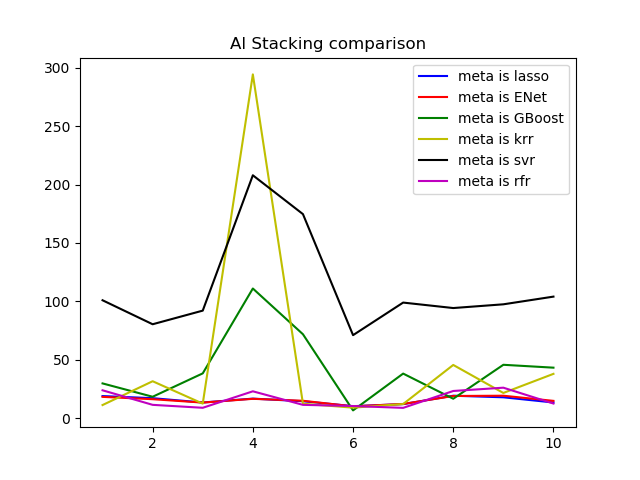 Al Stacking comparison
300
250
200
150
100
50
0
2
4
6
8
10
meta is lasso
meta is ENet
meta is GBoost
meta is krr
meta is svr
meta is rfr